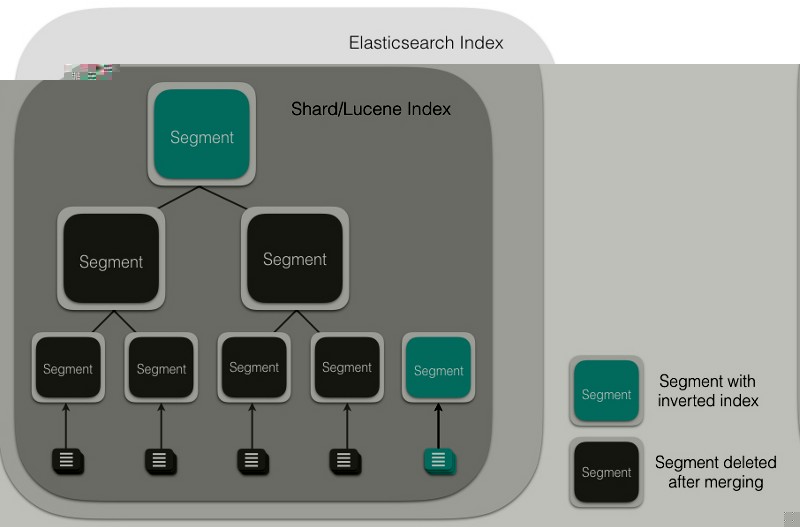 Elasticsearch Index
Shard/Lucene Index
Segment
Segment
Segment
Segment
Segment
Segment
Segment
Segment
Segment
Segment with
inverted index
Segment
Segment deleted
after merging